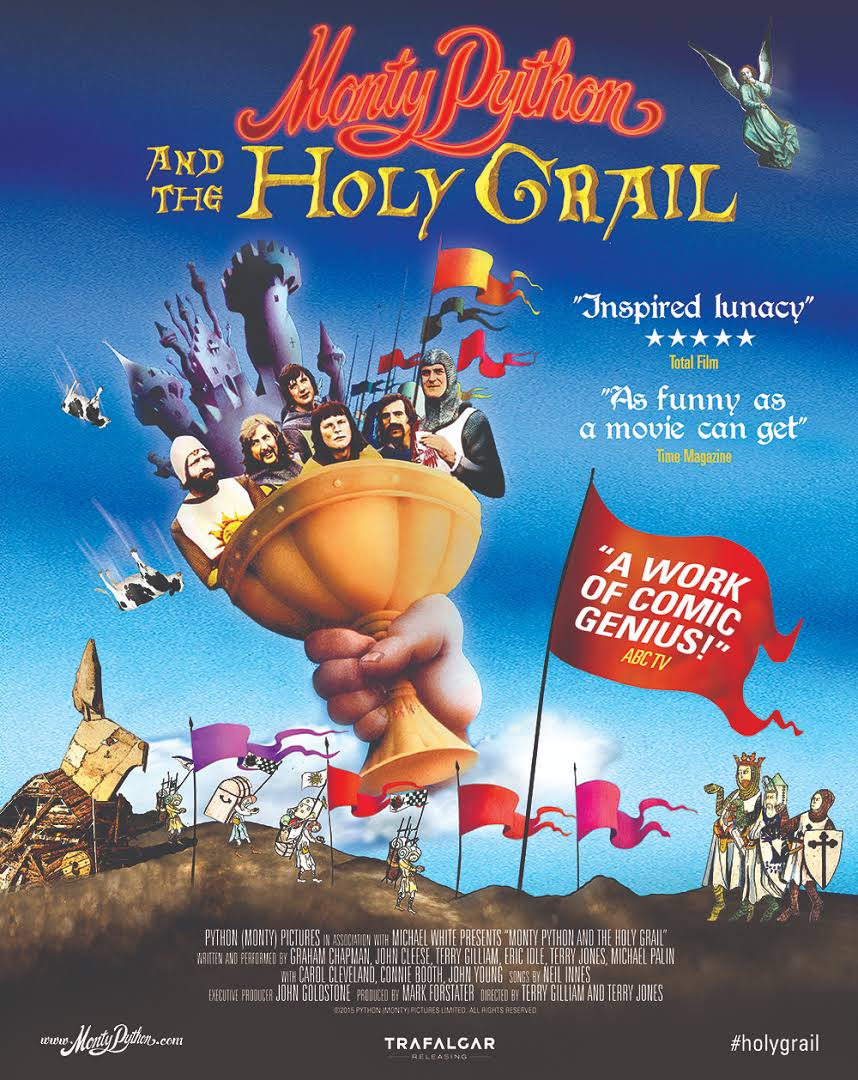 Monty Python
AND THE HOLY GRAIL
"Inspired lunacy"
★★★★★
Total Film
"As funny as
a movie can get"
Time Magazine
"A WORK
OF COMIC
GENIUS!"
ABC TV
PYTHON (MONTY) PICTURES IN ASSOCIATION WITH MICHAEL WHITE PRESENTS "MONTY PYTHON AND THE HOLY GRAIL"
WRITTEN AND PERFORMED BY GRAHAM CHAPMAN, JOHN CLEESE, TERRY GILLIAM, ERIC IDLE, TERRY JONES, MICHAEL PALIN
WITH CAROL CLEVELAND, CONNIE BOOTH, JOHN YOUNG SONGS BY NEIL INNES
EXECUTIVE PRODUCER JOHN GOLDSTONE PRODUCED BY MARK FORSTATER DIRECTED BY TERRY GILLIAM AND TERRY JONES
©2015 PYTHON (MONTY) PICTURES LIMITED. ALL RIGHTS RESERVED.
www.MontyPython.com
TRAFALGAR
RELEASING
#holygrail